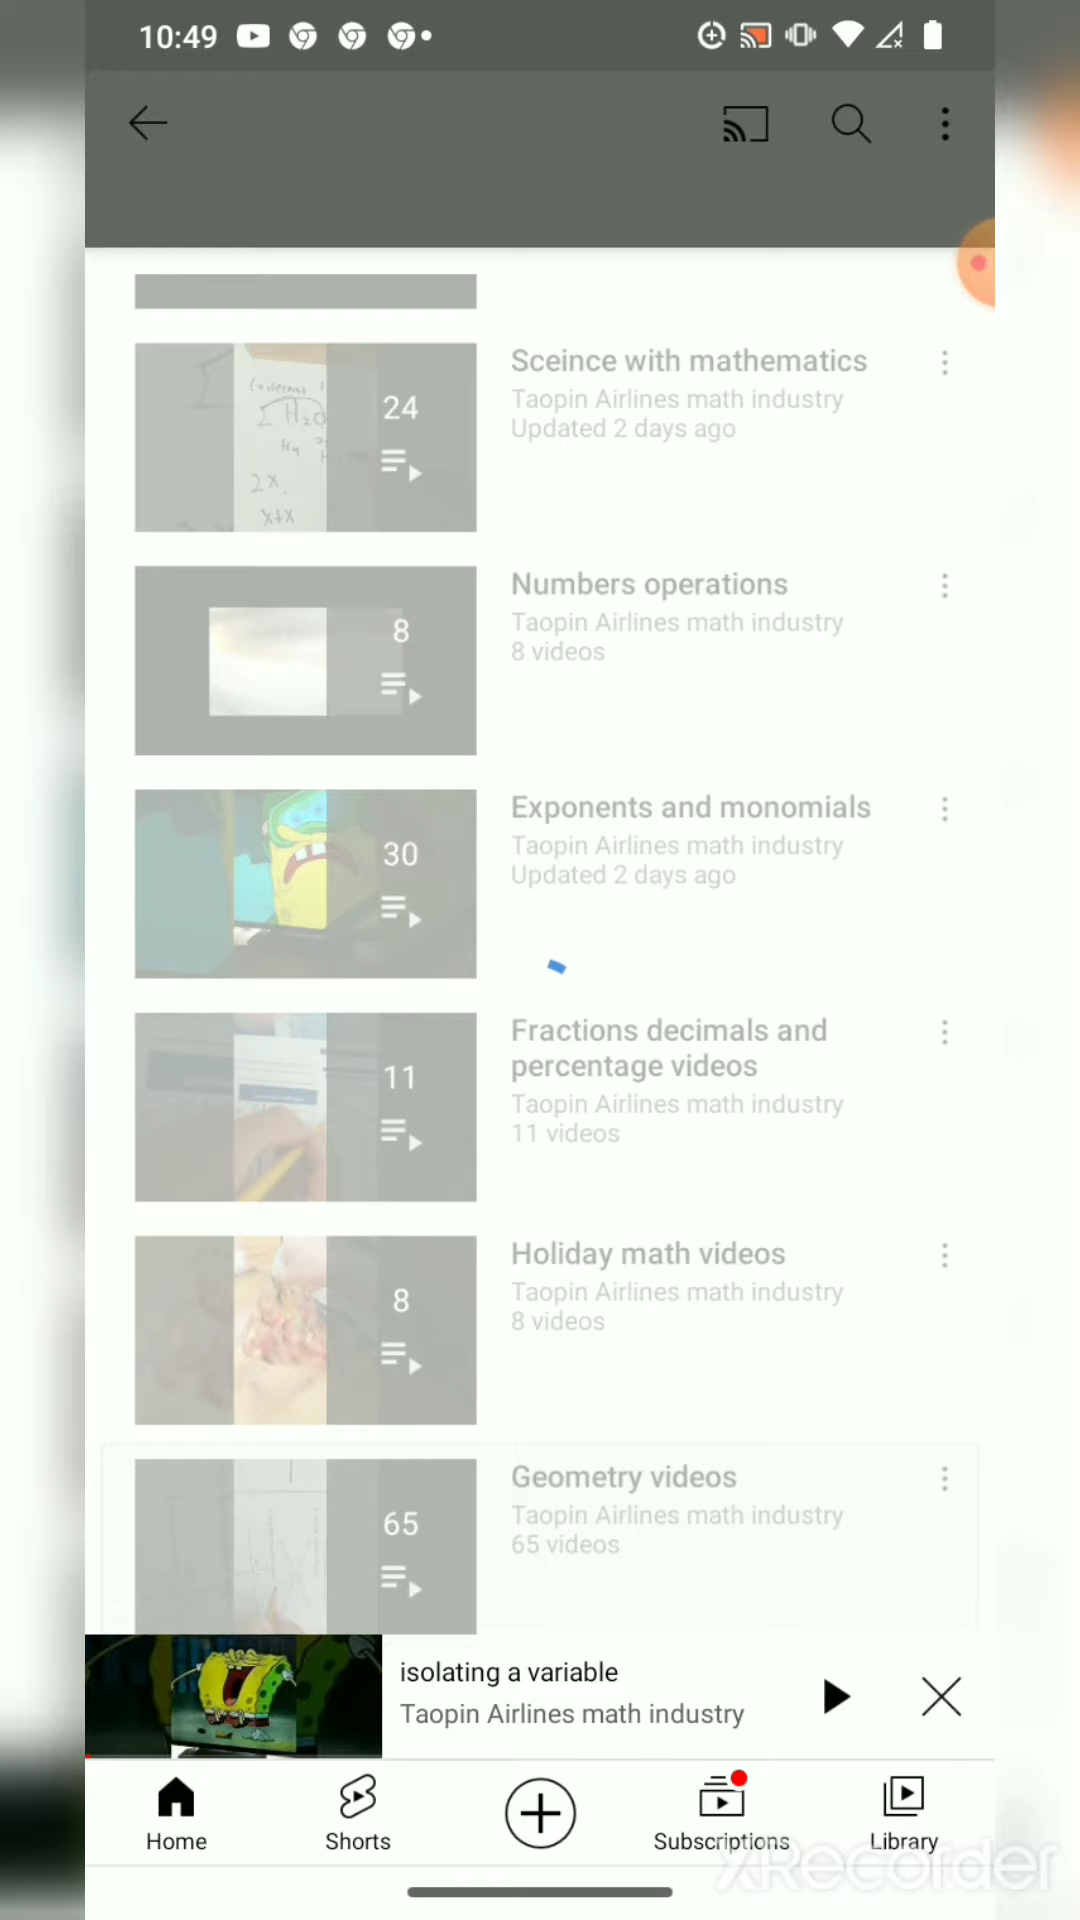 10:49
Sceince with mathematics
Taopin Airlines math industry
Updated 2 days ago
24
H₂O
2x
x+x
Numbers operations
Taopin Airlines math industry
8 videos
8
Exponents and monomials
Taopin Airlines math industry
Updated 2 days ago
30
Fractions decimals and
percentage videos
Taopin Airlines math industry
11 videos
11
Holiday math videos
Taopin Airlines math industry
8 videos
8
Geometry videos
Taopin Airlines math industry
65 videos
65
isolating a variable
Taopin Airlines math industry
Home
Shorts
Subscriptions
Library
XRecorder